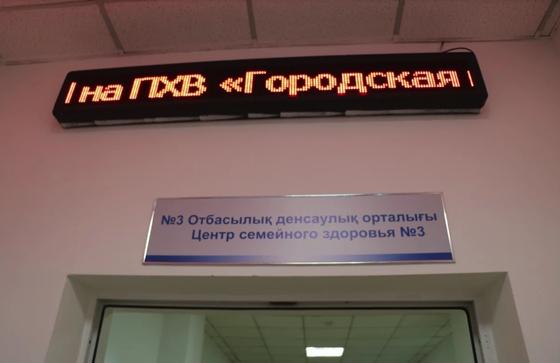 на ПХВ «Городская
№3 Отбасылық денсаулық орталығы
Центр семейного здоровья №3